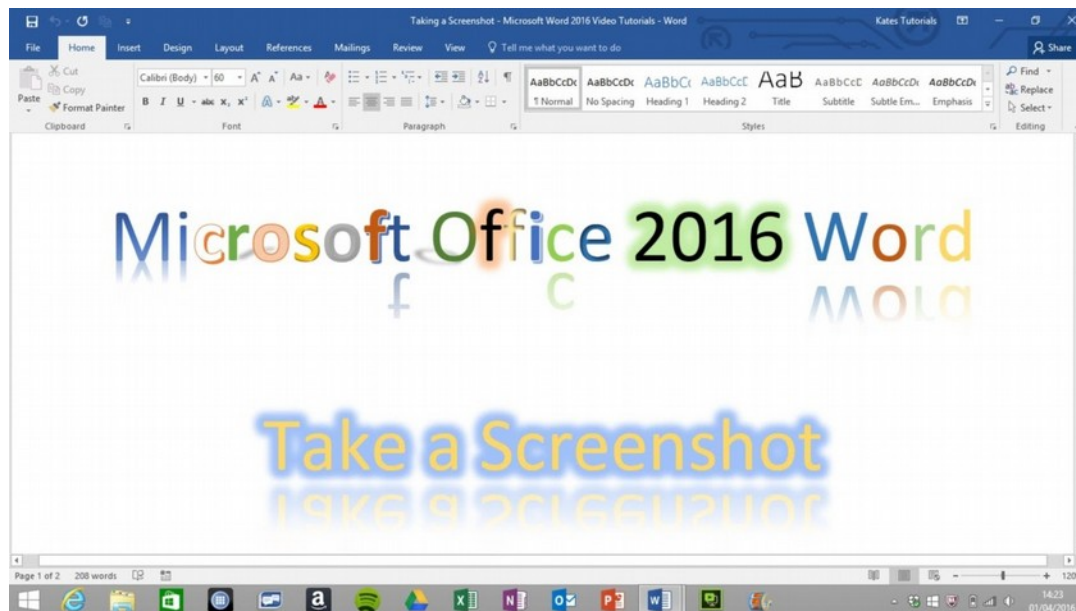 Taking a Screenshot - Microsoft Word 2016 Video Tutorials - Word Kates Tutorials
File Home Insert Design Layout References Mailings Review View Tell me what you want to do Share
Cut
Copy
Format Painter
Paste
Clipboard
Calibri (Body) 60 A A Aa
B I U abc X, X² A A
Font
Paragraph
AaBbCcDc AaBbCcDc AaBbCc AaBbCcE AaB AaBbCcE AaBbCcDc AaBbCcDc
¶ Normal No Spacing Heading 1 Heading 2 Title Subtitle Subtle Em... Emphasis
Styles
Find
Replace
Select
Editing
Microsoft Office 2016 Word
Take a Screenshot
Page 1 of 2 208 words 120
14:23
01/04/2016